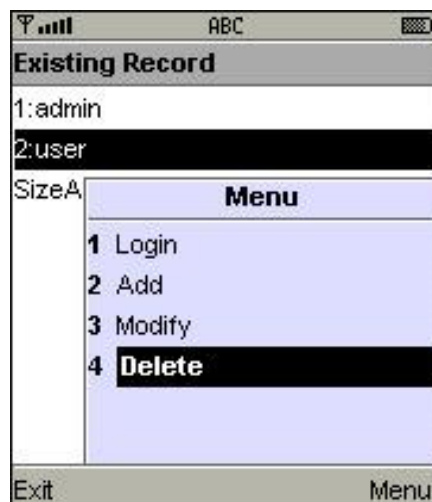 ABC
Existing Record
1:admin
2:user
SizeA
Menu
1 Login
2 Add
3 Modify
4 Delete
Exit Menu